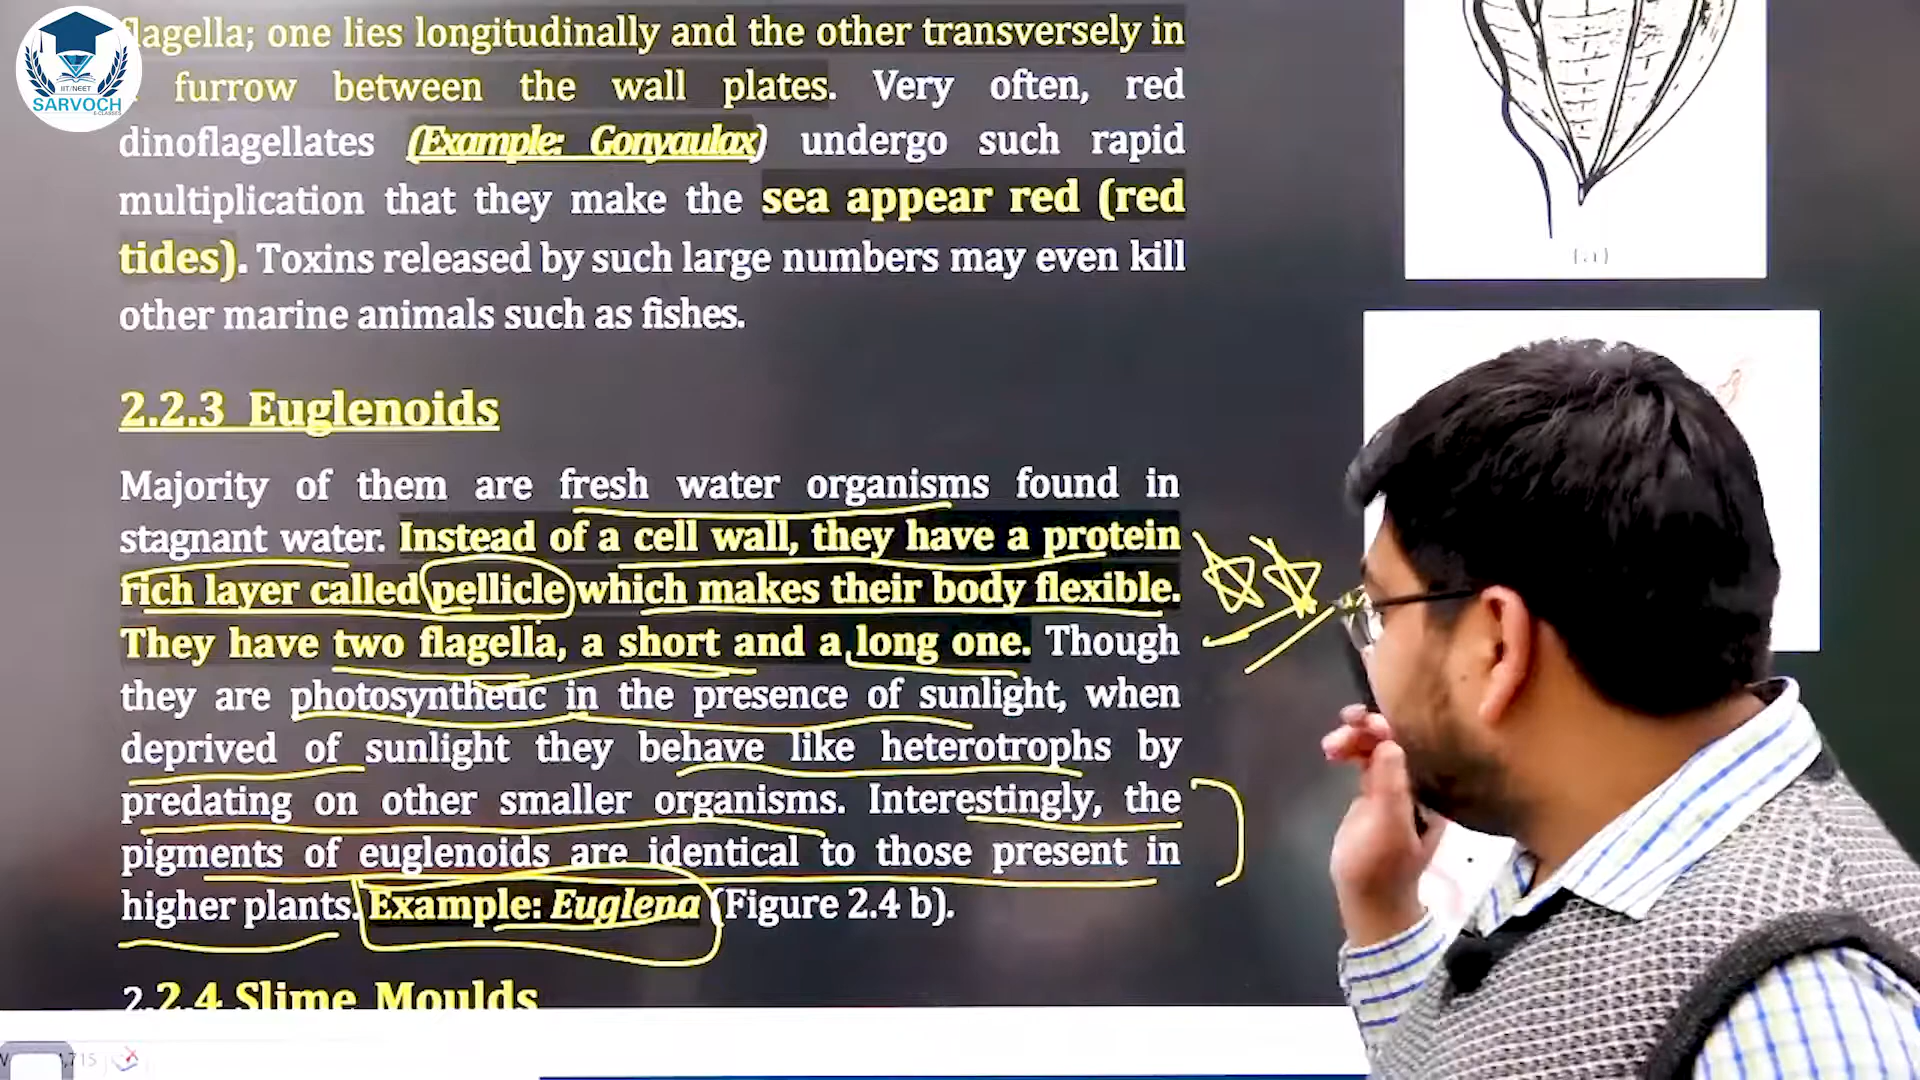 IIT/NEET
SARVOCH
E-CLASSES
flagella; one lies longitudinally and the other transversely in
furrow between the wall plates. Very often, red
dinoflagellates (Example: Gonyaulax) undergo such rapid
multiplication that they make the sea appear red (red
tides). Toxins released by such large numbers may even kill
other marine animals such as fishes.
(a)
2.2.3 Euglenoids
Majority of them are fresh water organisms found in
stagnant water. Instead of a cell wall, they have a protein
rich layer called pellicle which makes their body flexible.
They have two flagella, a short and a long one. Though
they are photosynthetic in the presence of sunlight, when
deprived of sunlight they behave like heterotrophs by
predating on other smaller organisms. Interestingly, the
pigments of euglenoids are identical to those present in
higher plants. Example: Euglena (Figure 2.4 b).
2.2.4 Slime Moulds